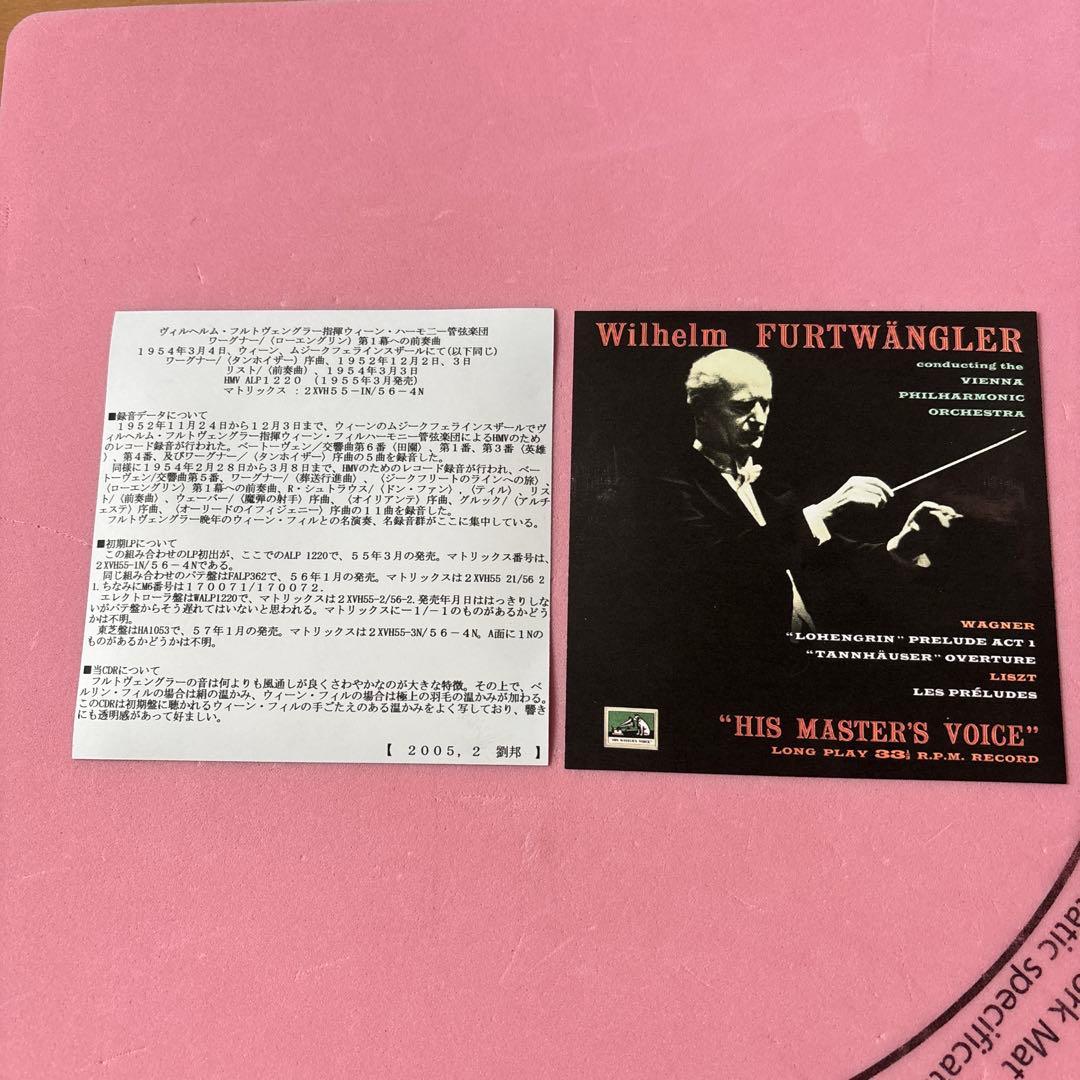 ヴィルヘルム・フルトヴェングラー指揮ウィーン・ハーモニー管弦楽団
ワーグナー/〈ローエングリン〉第１幕への前奏曲
１９５４年３月４日、ウィーン、ムジークフェラインスザールにて(以下同じ)
ワーグナー/〈タンホイザー〉序曲、１９５２年１２月２日、３日
リスト/〈前奏曲〉、１９５４年３月３日
HMV ALP１２２０ （１９５５年３月発売）
マトリックス：２XVH５５－１N/５６－４N
■録音データについて
１９５２年１１月２４日から１２月３日まで、ウィーンのムジークフェラインスザールでヴ
ィルヘルム・フルトヴェングラー指揮ウィーン・フィルハーモニー管弦楽団によるHMVのため
のレコード録音が行われた。ベートーヴェン/交響曲第６番〈田園〉、第１番、第３番〈英雄
〉、第４番、及びワーグナー/〈タンホイザー〉序曲の５曲を録音した。
同様に１９５４年２月２８日から３月８日まで、HMVのためのレコード録音が行われ、ベー
トーヴェン/交響曲第５番、ワーグナー/〈葬送行進曲〉、〈ジークフリートのラインへの旅〉、
〈ローエングリン〉第１幕への前奏曲、R・シュトラウス/〈ドン・ファン〉、〈ティル〉、リス
ト/〈前奏曲〉、ウェーバー/〈魔弾の射手〉序曲、〈オイリアンテ〉序曲、グルック/〈アルチ
ェステ〉序曲、〈オーリードのイフィジェニー〉序曲の１１曲を録音した。
フルトヴェングラー晩年のウィーン・フィルとの名演奏、名録音群がここに集中している。
■初期LPについて
この組み合わせのLP初出が、ここでのALP 1220で、５５年３月の発売。マトリックス番号は、
２XVH55-1N/５６－４Nである。
同じ組み合わせのパテ盤はFALP362で、５６年１月の発売。マトリックスは２XVH55 21/56 2
1.ちなみにM6番号は１７００７１/１７００７２.
エレクトローラ盤はWALP1220で、マトリックスは２XVH55-2/56-2.発売年月日ははっきりしな
いがパテ盤からそう遅れてはいないと思われる。マトリックスに－１/－１のものがあるかどう
かは不明。
東芝盤はHA1053で、５７年１月の発売。マトリックスは２XVH55-3N/５６－４N。A面に１Nの
ものがあるかどうかは不明。
■当CDRについて
フルトヴェングラーの音は何よりも風通しが良くさわやかなのが大きな特徴。その上で、ベ
ルリン・フィルの場合は絹の温かみ、ウィーン・フィルの場合は極上の羽毛の温かみが加わる。
このCDRは初期盤に聴かれるウィーン・フィルの手ごたえのある温かみをよく写しており、響き
にも透明感があって好ましい。
【 ２００５，２ 劉邦 】
Wilhelm FURTWÄNGLER
conducting the
VIENNA
PHILHARMONIC
ORCHESTRA
WAGNER
"LOHENGRIN" PRELUDE ACT 1
"TANNHÄUSER" OVERTURE
LISZT
LES PRÉLUDES
"HIS MASTER'S VOICE"
HIS MASTER'S VOICE
LONG PLAY 33⅓ R.P.M. RECORD
ork Mat
atic specificat